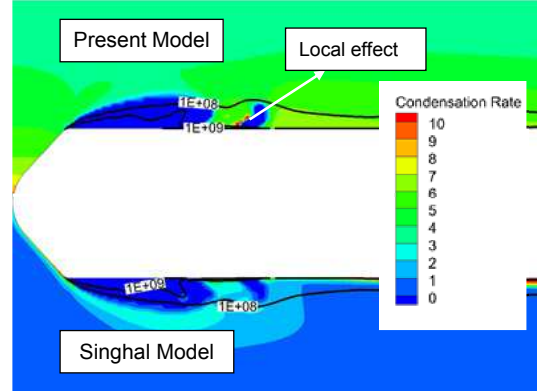 Present Model
Local effect
1E+08
1E+09
Condensation Rate
10
9
8
7
6
5
4
3
2
1
0
1E+09
1E+08
Singhal Model